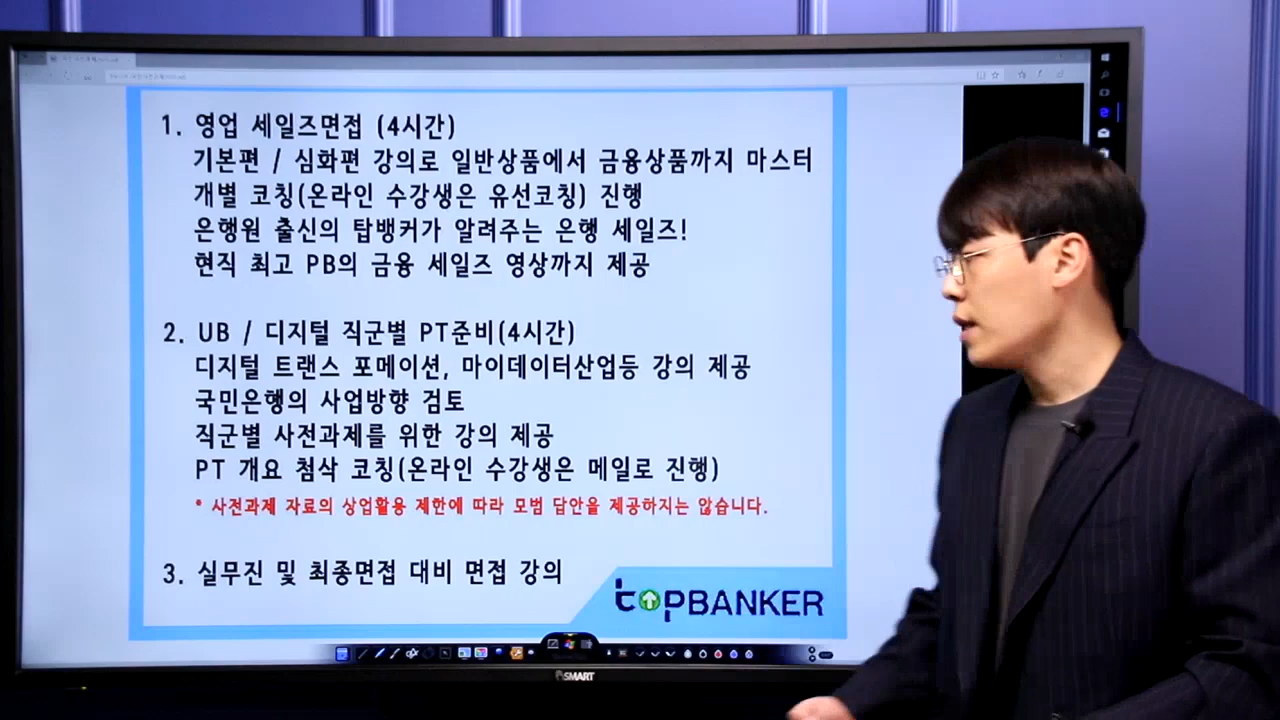 1. 영업 세일즈면접 (4시간)
기본편 / 심화편 강의로 일반상품에서 금융상품까지 마스터
개별 코칭(온라인 수강생은 유선코칭) 진행
은행원 출신의 탑뱅커가 알려주는 은행 세일즈!
현직 최고 PB의 금융 세일즈 영상까지 제공
2. UB / 디지털 직군별 PT준비(4시간)
디지털 트랜스 포메이션, 마이데이터산업등 강의 제공
국민은행의 사업방향 검토
직군별 사전과제를 위한 강의 제공
PT 개요 첨삭 코칭(온라인 수강생은 메일로 진행)
* 사전과제 자료의 상업활용 제한에 따라 모범 답안을 제공하지는 않습니다.
3. 실무진 및 최종면접 대비 면접 강의
topBANKER
SMART